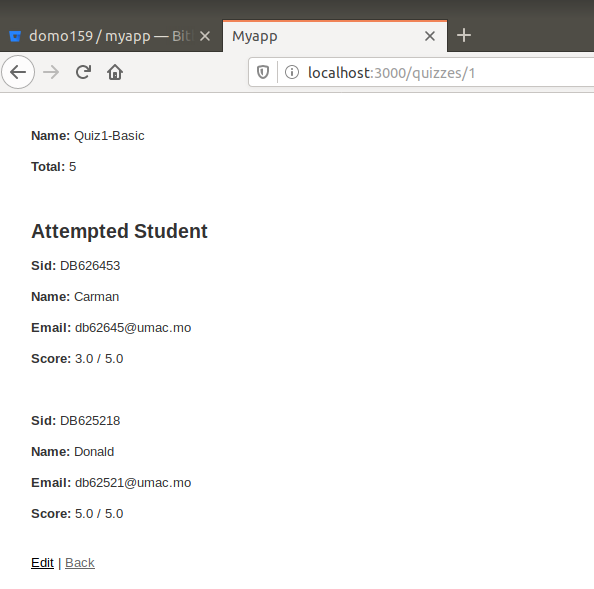 domo159 / myapp — Bit
Myapp
localhost:3000/quizzes/1
Name: Quiz1-Basic
Total: 5
Attempted Student
Sid: DB626453
Name: Carman
Email: db62645@umac.mo
Score: 3.0 / 5.0
Sid: DB625218
Name: Donald
Email: db62521@umac.mo
Score: 5.0 / 5.0
Edit | Back